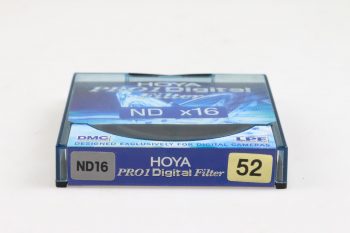 HOYA
PRO1 Digital
Filter
ND x16
DMC LPF
DESIGNED EXCLUSIVELY FOR DIGITAL CAMERAS
ND16
HOYA
PRO1 Digital Filter
52